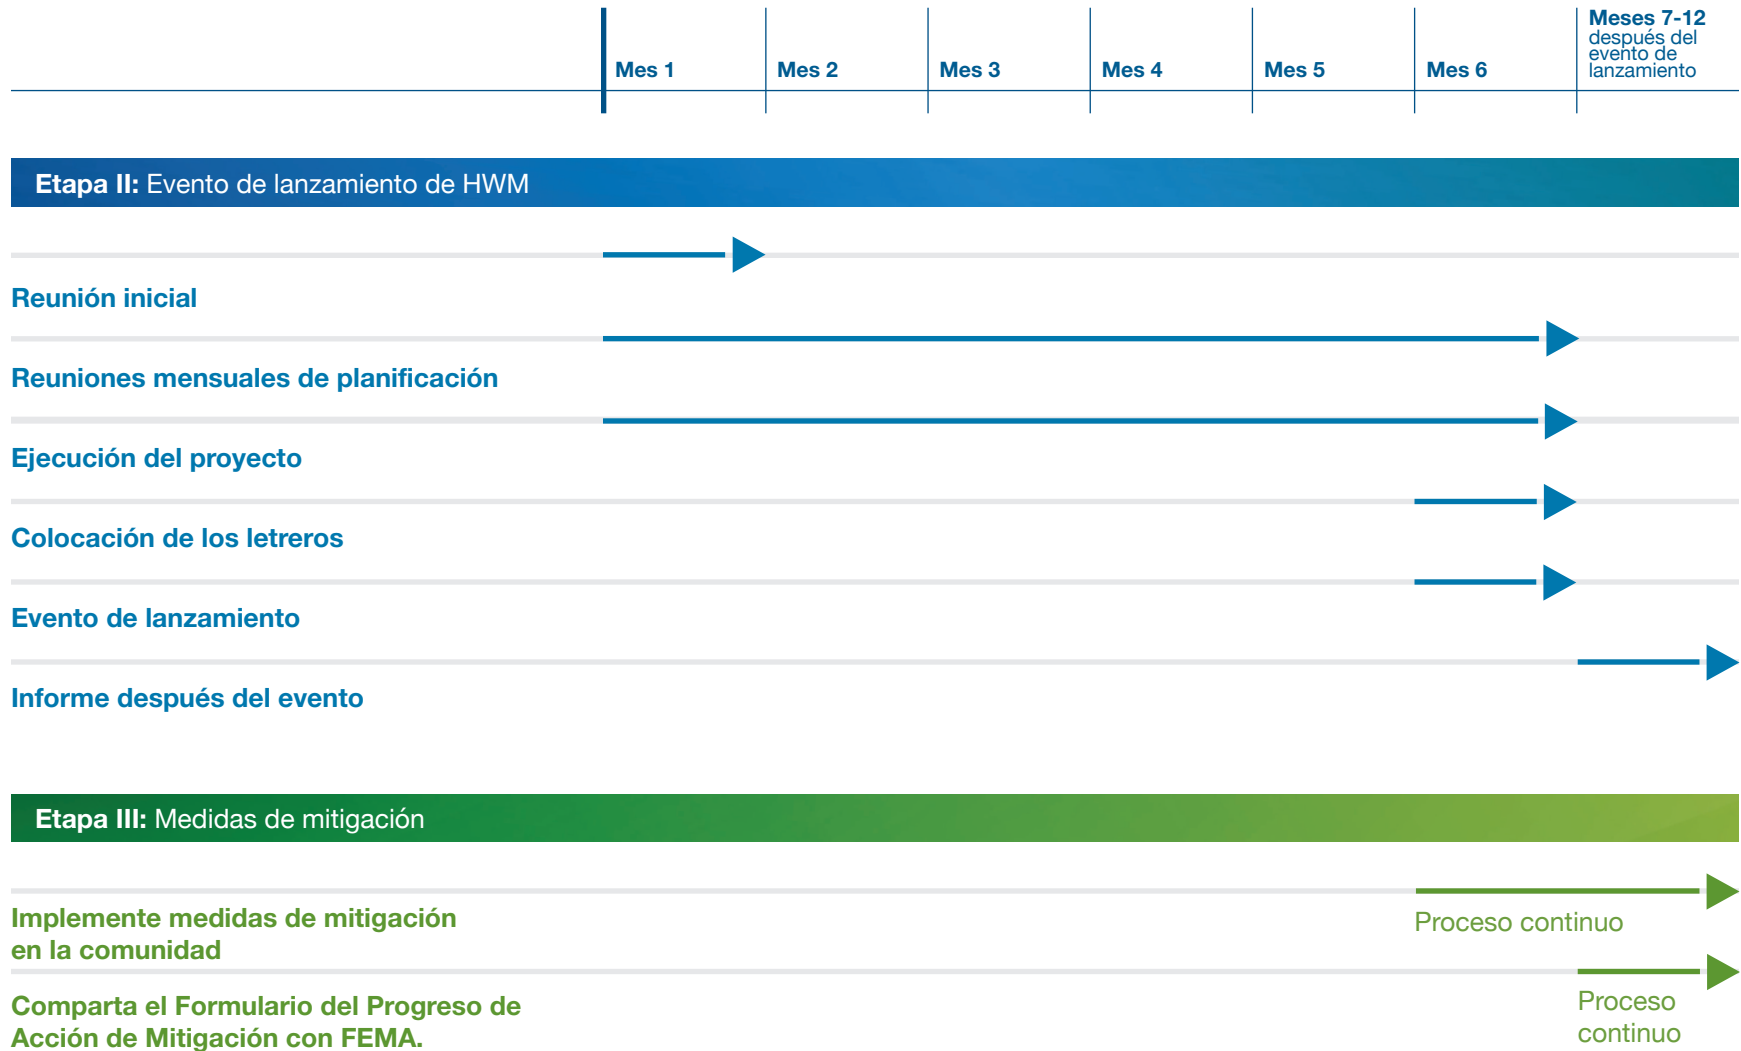 Mes 1
Mes 2
Mes 3
Mes 4
Mes 5
Mes 6
Meses 7-12
después del
evento de
lanzamiento
Etapa II: Evento de lanzamiento de HWM
Reunión inicial
Reuniones mensuales de planificación
Ejecución del proyecto
Colocación de los letreros
Evento de lanzamiento
Informe después del evento
Etapa III: Medidas de mitigación
Implemente medidas de mitigación
en la comunidad
Proceso continuo
Comparta el Formulario del Progreso de
Acción de Mitigación con FEMA.
Proceso
continuo